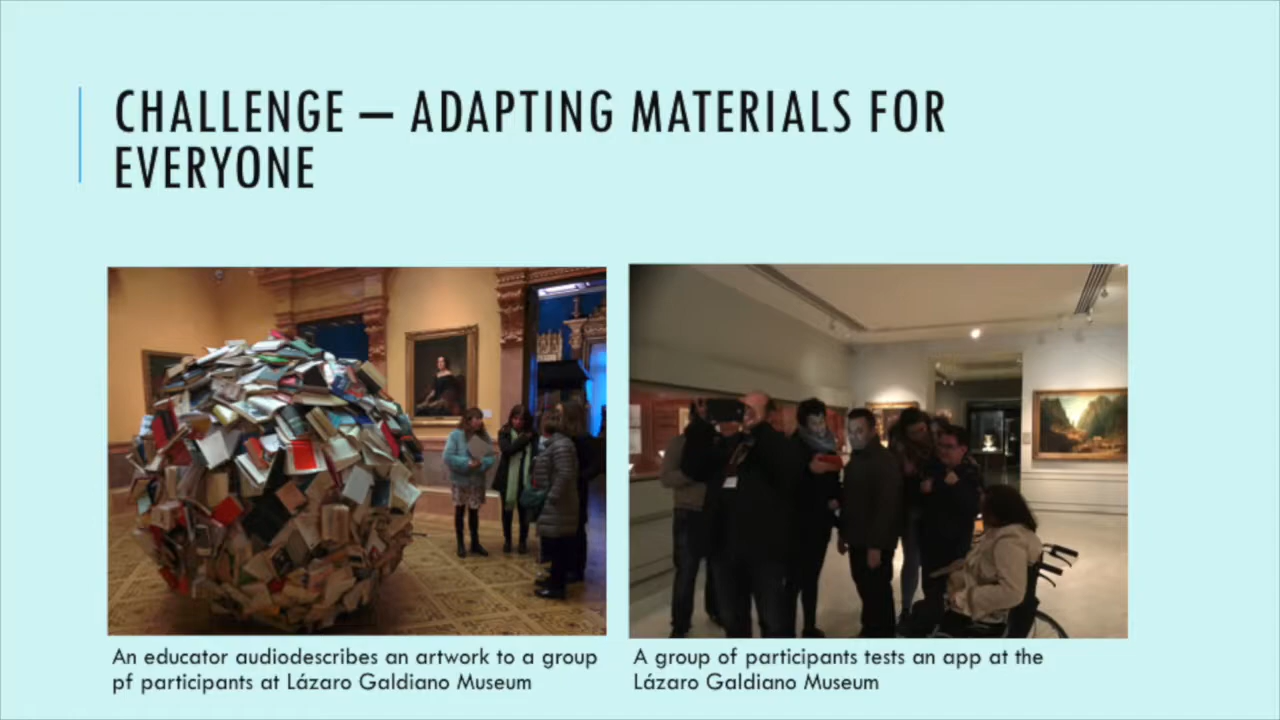 CHALLENGE – ADAPTING MATERIALS FOR
EVERYONE
An educator audiodescribes an artwork to a group
pf participants at Lázaro Galdiano Museum
A group of participants tests an app at the
Lázaro Galdiano Museum